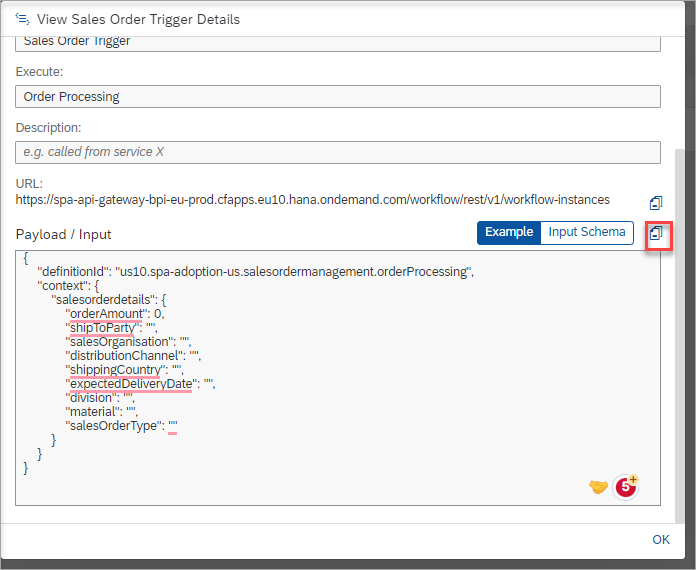 View Sales Order Trigger Details
Sales Order Trigger
Execute:
Order Processing
Description:
e.g. called from service X
URL:
https://spa-api-gateway-bpi-eu-prod.cfapps.eu10.hana.ondemand.com/workflow/rest/v1/workflow-instances
Payload / Input
Example Input Schema
{
"definitionId": "us10.spa-adoption-us.salesordermanagement.orderProcessing",
"context": {
"salesorderdetails": {
"orderAmount": 0,
"shipToParty": "",
"salesOrganisation": "",
"distributionChannel": "",
"shippingCountry": "",
"expectedDeliveryDate": "",
"division": "",
"material": "",
"salesOrderType": ""
}
}
}
5+
OK